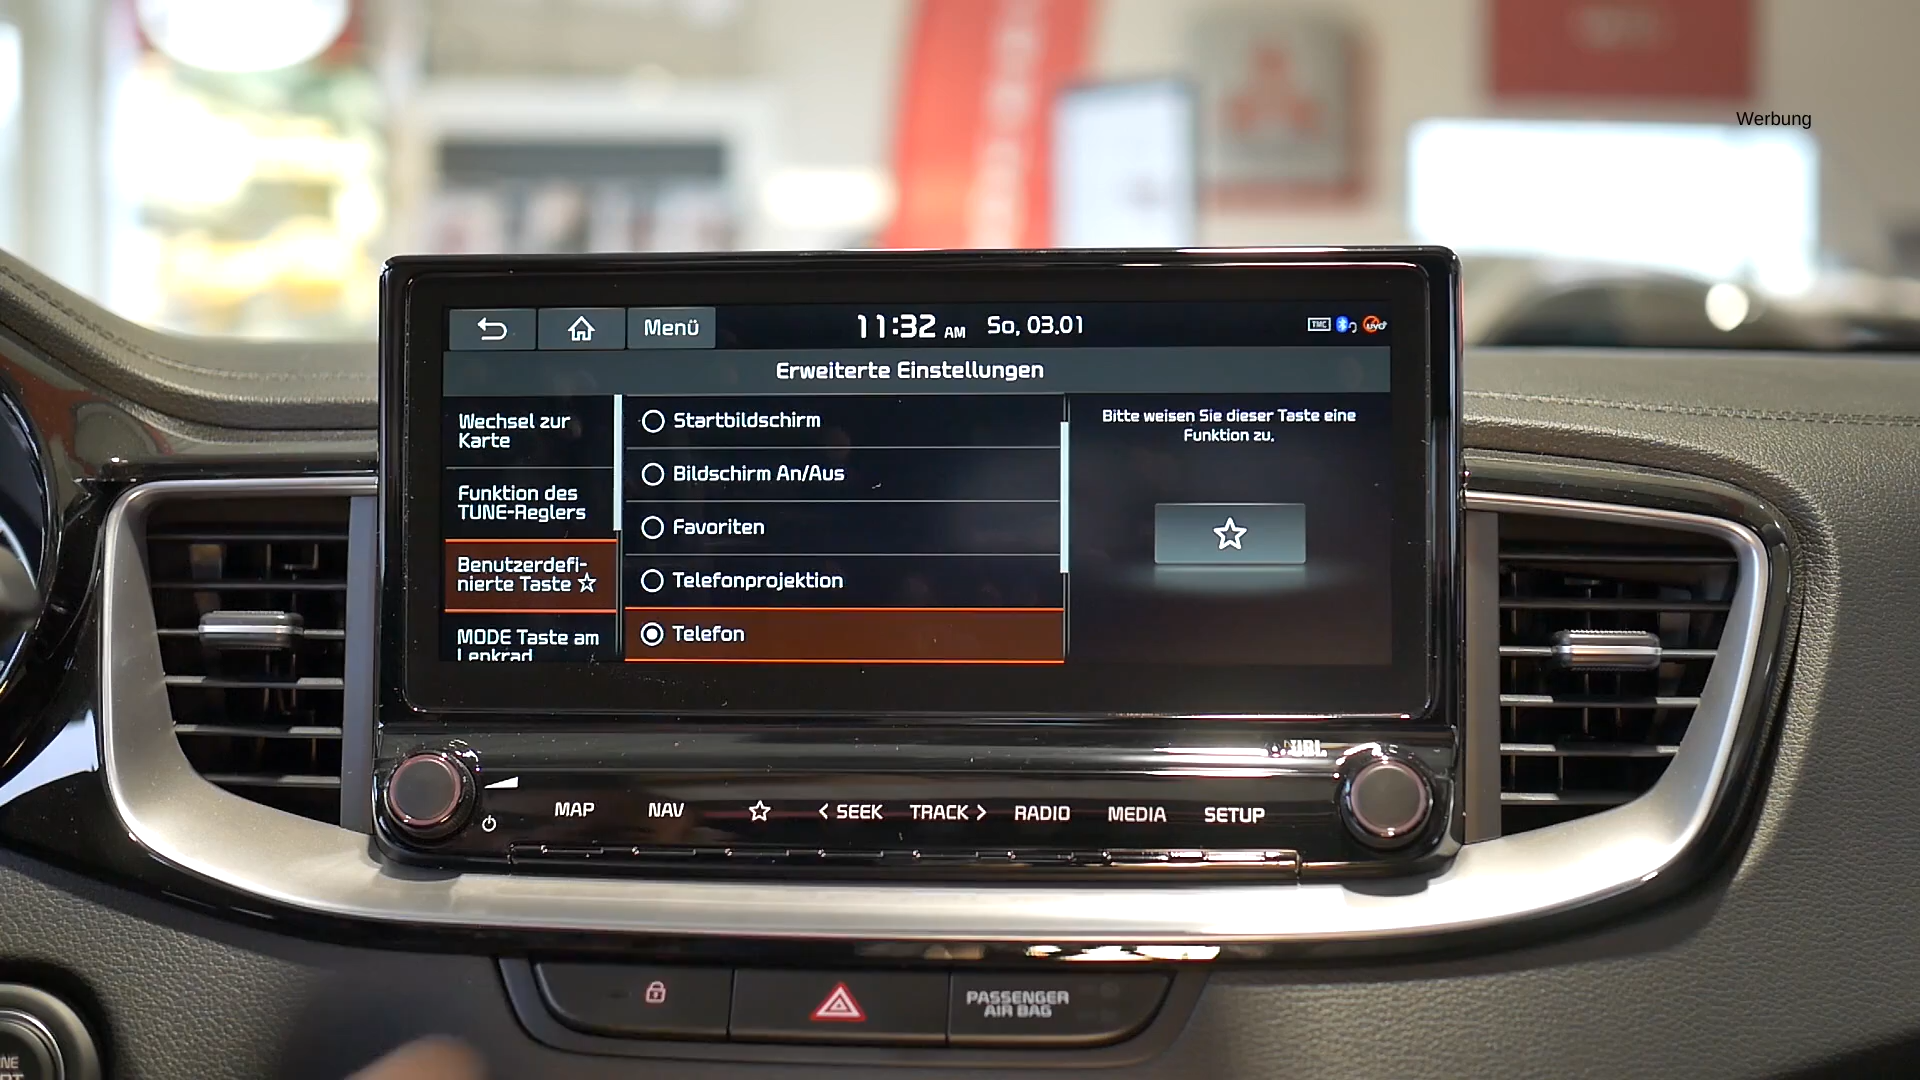 Werbung
Menü
11:32 AM So, 03.01
TMC
UVO
Erweiterte Einstellungen
Wechsel zur
Karte
Funktion des
TUNE-Reglers
Benutzerdefi-
nierte Taste ☆
MODE Taste am
Lenkrad
Startbildschirm
Bildschirm An/Aus
Favoriten
Telefonprojektion
Telefon
Bitte weisen Sie dieser Taste eine
Funktion zu.
JBL
MAP NAV ☆ < SEEK TRACK > RADIO MEDIA SETUP
PASSENGER
AIR BAG